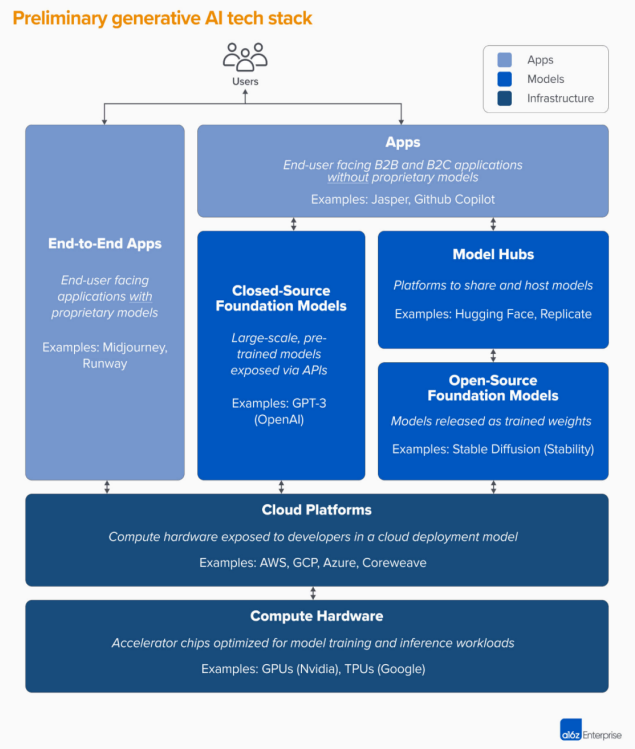 Preliminary generative AI tech stack
Users
Apps
Models
Infrastructure
End-to-End Apps
End-user facing
applications with
proprietary models
Examples: Midjourney,
Runway
Apps
End-user facing B2B and B2C applications
without proprietary models
Examples: Jasper, Github Copilot
Closed-Source
Foundation Models
Large-scale, pre-
trained models
exposed via APIs
Examples: GPT-3
(OpenAI)
Model Hubs
Platforms to share and host models
Examples: Hugging Face, Replicate
Open-Source
Foundation Models
Models released as trained weights
Examples: Stable Diffusion (Stability)
Cloud Platforms
Compute hardware exposed to developers in a cloud deployment model
Examples: AWS, GCP, Azure, Coreweave
Compute Hardware
Accelerator chips optimized for model training and inference workloads
Examples: GPUs (Nvidia), TPUs (Google)
a16z Enterprise